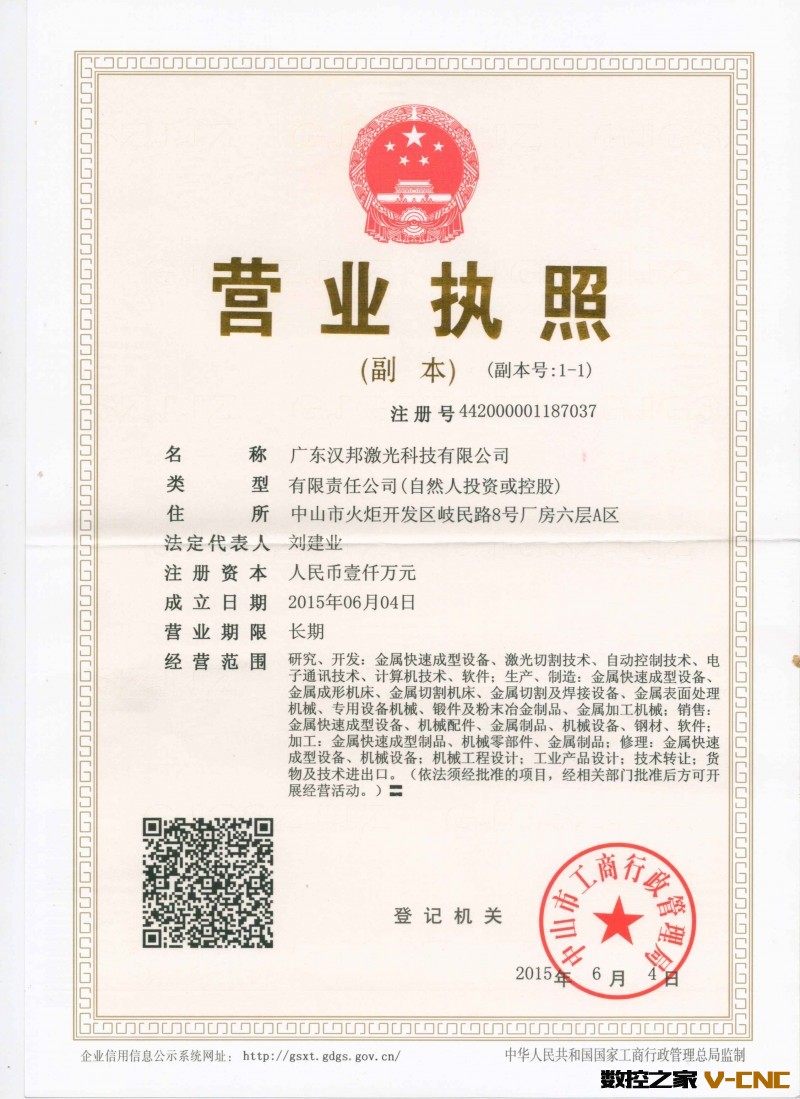 营业执照
(副 本) (副本号:1-1)
注册号 442000001187037
名 称 广东汉邦激光科技有限公司
类 型 有限责任公司(自然人投资或控股)
住 所 中山市火炬开发区岐民路8号厂房六层A区
法定代表人 刘建业
注册资本 人民币壹仟万元
成立日期 2015年06月04日
营业期限 长期
经营范围 研究、开发：金属快速成型设备、激光切割技术、自动控制技术、电
子通讯技术、计算机技术、软件；生产、制造：金属快速成型设备、
金属成形机床、金属切割机床、金属切割及焊接设备、金属表面处理
机械、专用设备机械、锻件及粉末冶金制品、金属加工机械；销售：
金属快速成型设备、机械配件、金属制品、机械设备、钢材、软件；
加工：金属快速成型制品、机械零部件、金属制品；修理：金属快速
成型设备、机械设备；机械工程设计；工业产品设计；技术转让；货
物及技术进出口。（依法须经批准的项目，经相关部门批准后方可开
展经营活动。）
登记机关
中山市工商行政管理局
2015年 6月 4日
企业信用信息公示系统网址： http://gsxt.gdgs.gov.cn/ 中华人民共和国国家工商行政管理总局监制
数控之家 V-CNC